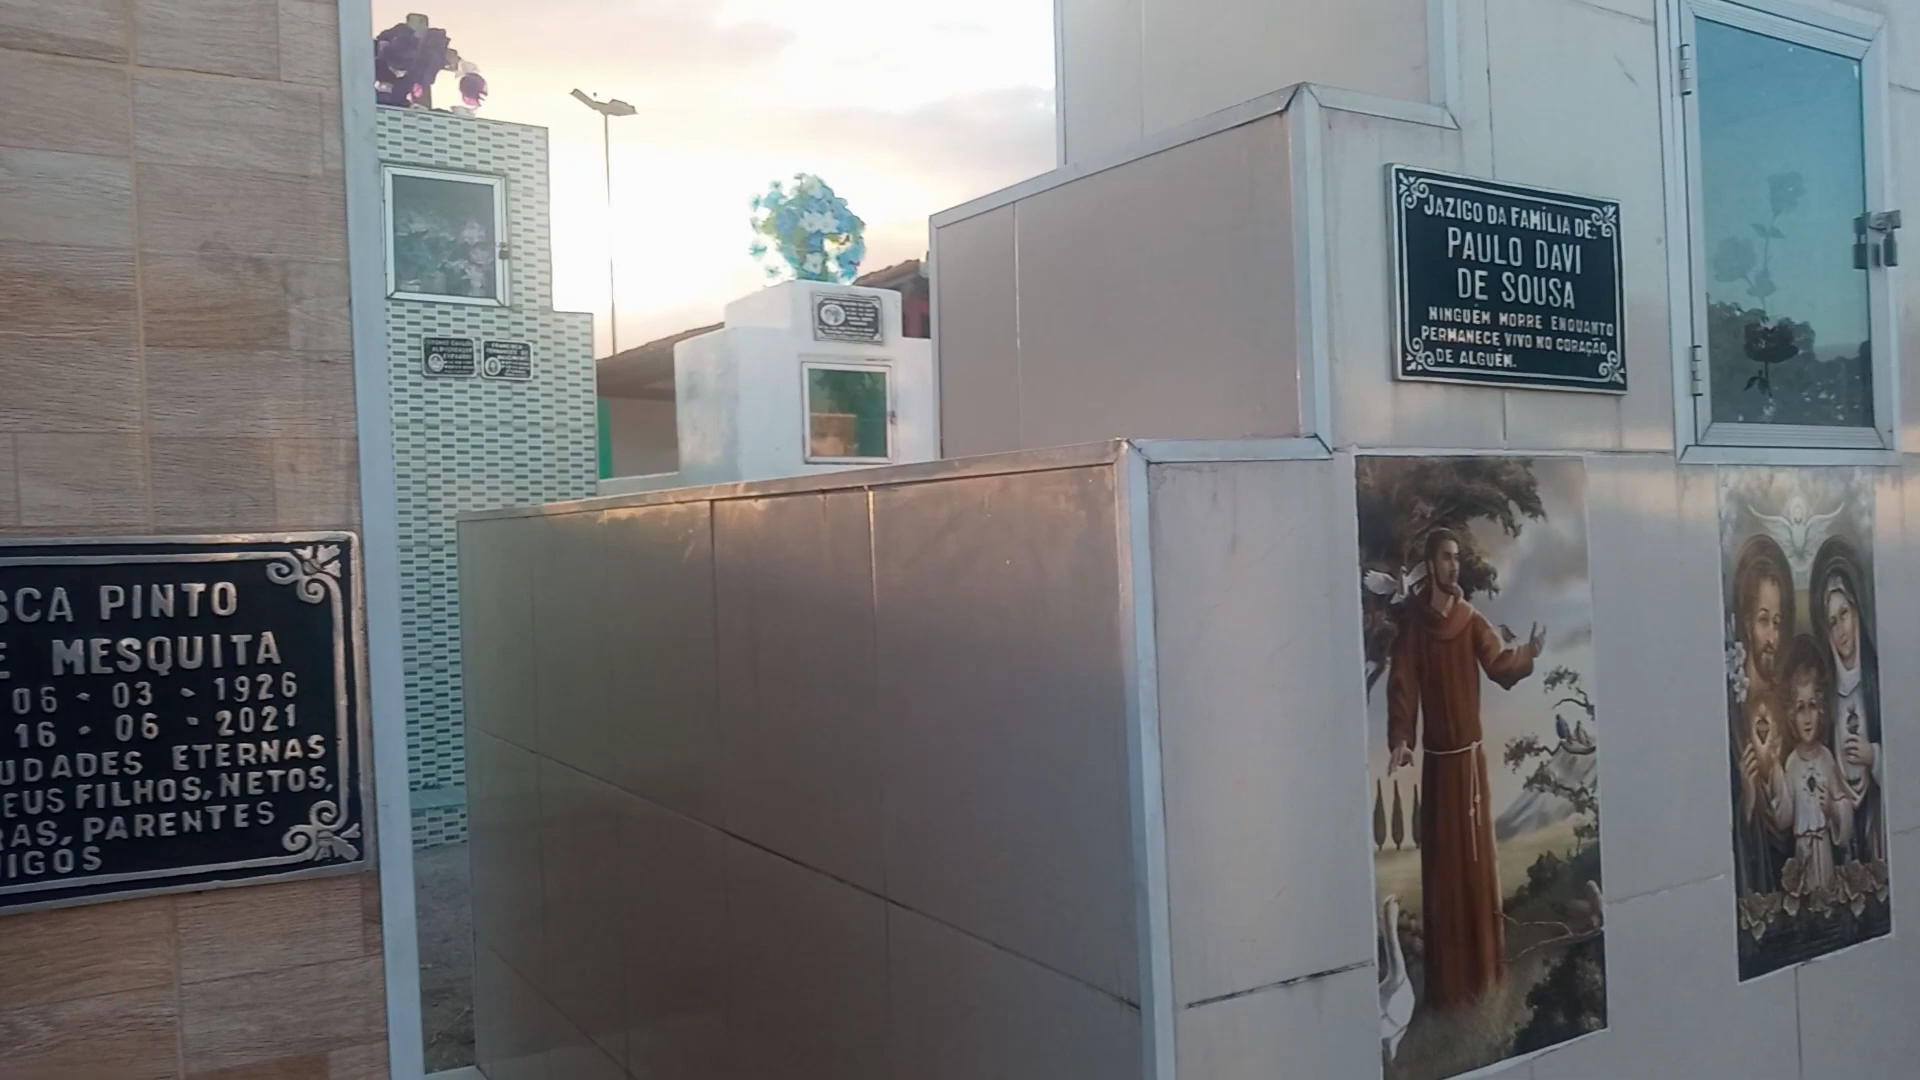 SCA PINTO
E MESQUITA
06 - 03 - 1926
16 - 06 - 2021
UDADES ETERNAS
EUS FILHOS, NETOS,
RAS, PARENTES
IGOS
JAZIGO DA FAMÍLIA DE:
PAULO DAVI
DE SOUSA
NINGUÉM MORRE ENQUANTO
PERMANECE VIVO NO CORAÇÃO
DE ALGUÉM.